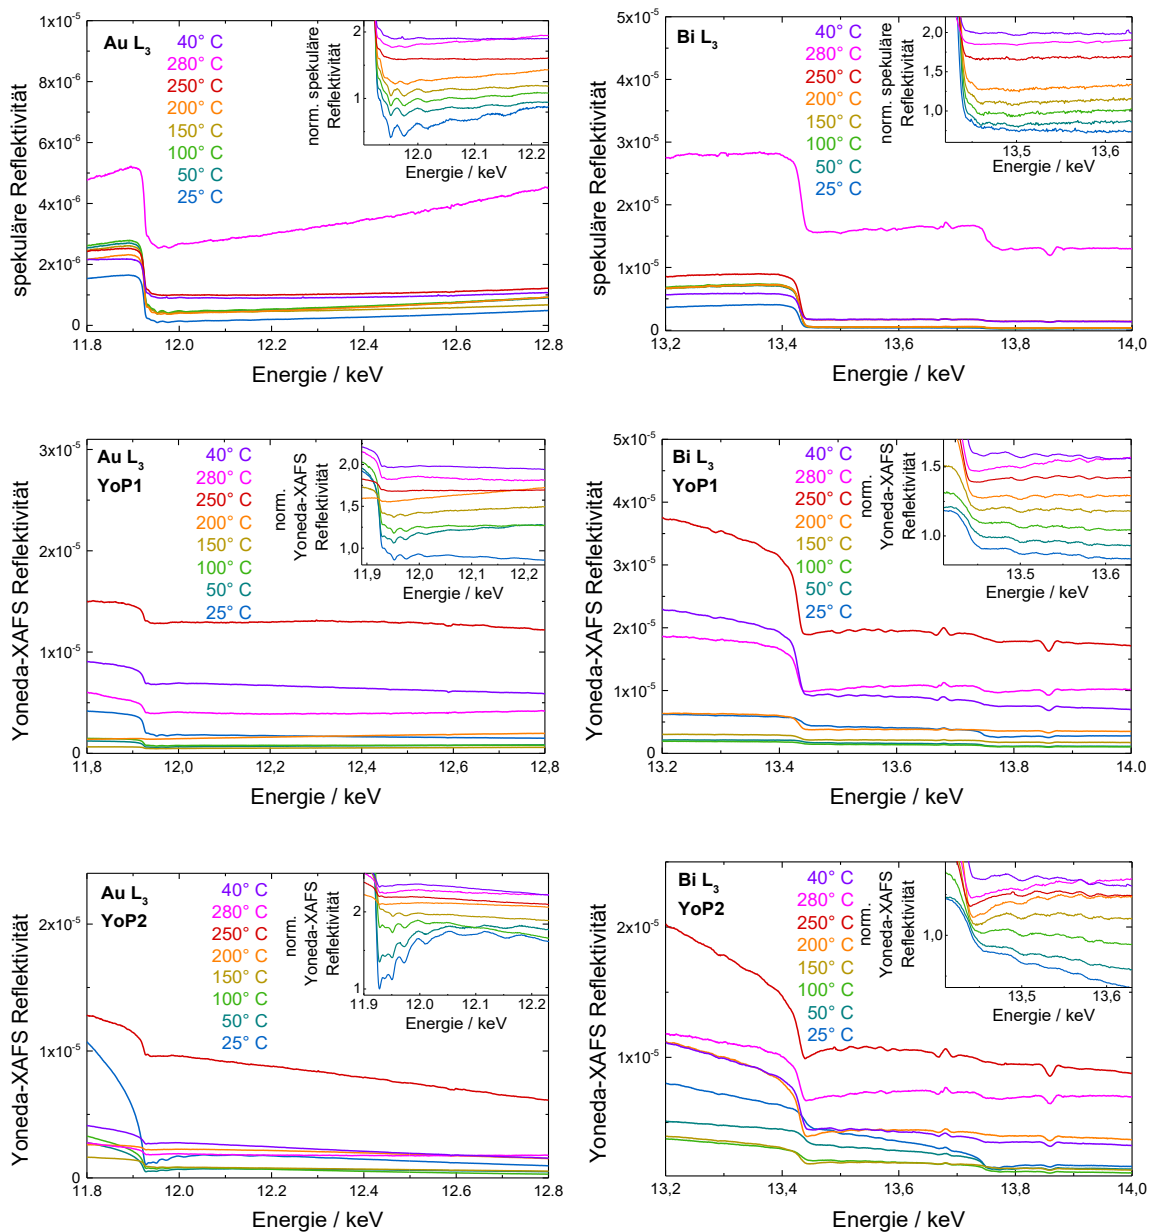 Au L3
40° C
280° C
250° C
200° C
150° C
100° C
50° C
25° C
spekuläre Reflektivität
1x10-5
8x10-6
6x10-6
4x10-6
2x10-6
0
11.8
12.0
12.2
12.4
12.6
12.8
Energie / keV
norm. spekuläre
Reflektivität
2
1
12.0
12.1
12.2
Energie / keV
Bi L3
40° C
280° C
250° C
200° C
150° C
100° C
50° C
25° C
spekuläre Reflektivität
5x10-5
4x10-5
3x10-5
2x10-5
1x10-5
0
13,2
13,4
13,6
13,8
14,0
Energie / keV
norm. spekuläre
Reflektivität
2,0
1,5
1,0
13,5
13,6
Energie / keV
Au L3
YoP1
40° C
280° C
250° C
200° C
150° C
100° C
50° C
25° C
Yoneda-XAFS Reflektivität
3x10-5
2x10-5
1x10-5
0
11,8
12,0
12,2
12,4
12,6
12,8
Energie / keV
norm.
Yoneda-XAFS
Reflektivität
2,0
1,5
1,0
11,9
12,0
12,1
12,2
Energie / keV
Bi L3
YoP1
40° C
280° C
250° C
200° C
150° C
100° C
50° C
25° C
Yoneda-XAFS Reflektivität
5x10-5
4x10-5
3x10-5
2x10-5
1x10-5
0
13.2
13.4
13.6
13.8
14.0
Energie / keV
norm.
Yoneda-XAFS
Reflektivität
1.5
1.0
13.5
13.6
Energie / keV
Au L3
YoP2
40° C
280° C
250° C
200° C
150° C
100° C
50° C
25° C
Yoneda-XAFS Reflektivität
2x10-5
1x10-5
0
11.8
12.0
12.2
12.4
12.6
12.8
Energie / keV
norm.
Yoneda-XAFS
Reflektivität
2
1
11.9
12.0
12.1
12.2
Energie / keV
Bi L3
YoP2
40° C
280° C
250° C
200° C
150° C
100° C
50° C
25° C
Yoneda-XAFS Reflektivität
2x10-5
1x10-5
13,2
13,4
13,6
13,8
14,0
Energie / keV
norm.
Yoneda-XAFS
Reflektivität
1,0
13,5
13,6
Energie / keV